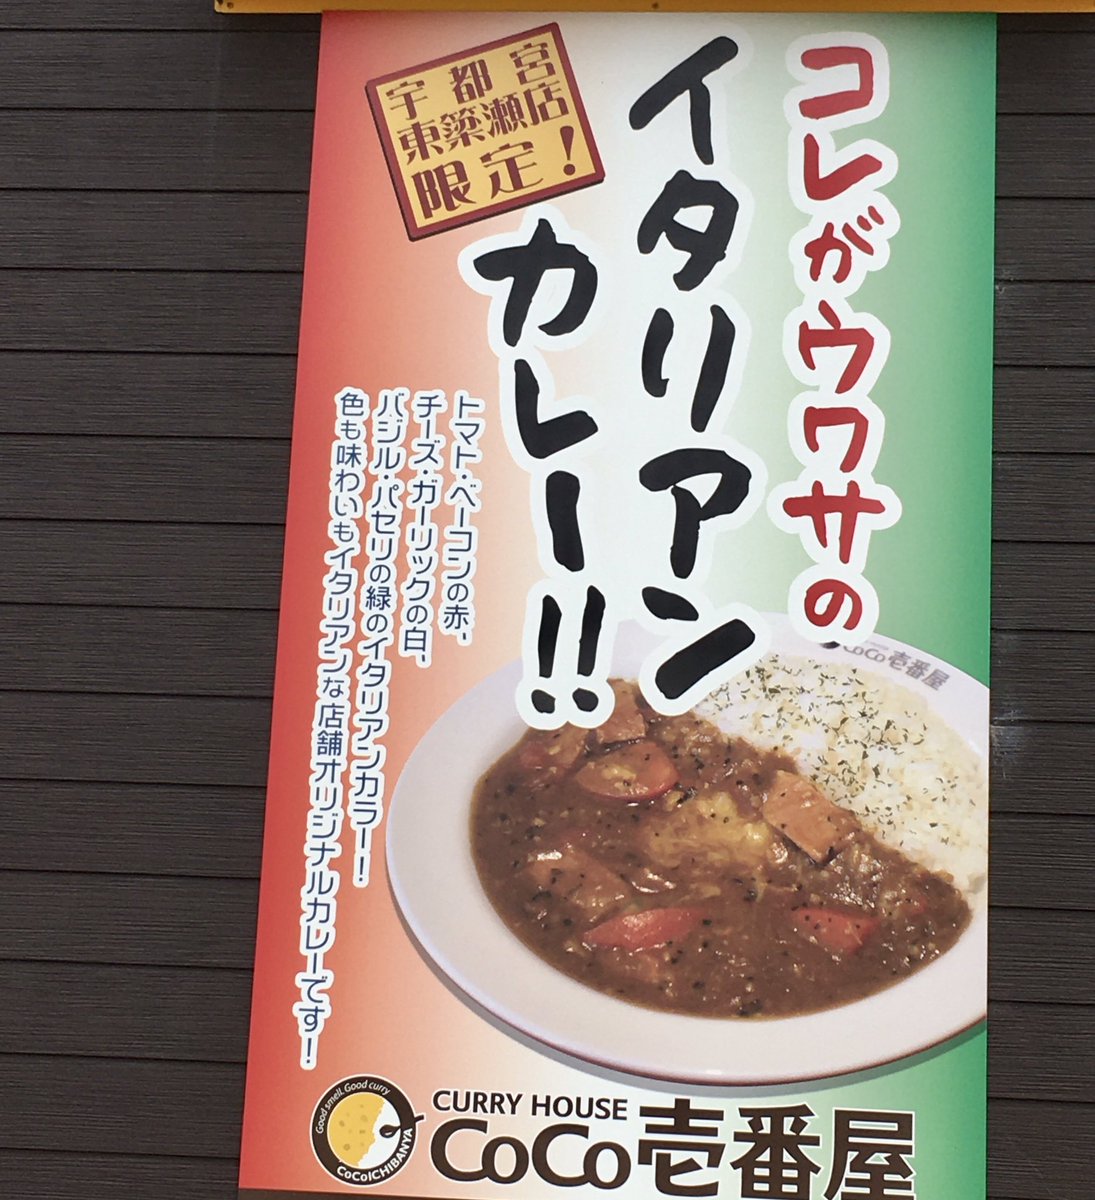 コレがウワサの
イタリアン
カレー!!
宇都宮
東簗瀬店
限定!
トマト・ベーコンの赤、
チーズ・ガーリックの白、
バジル・パセリの緑のイタリアンカラー!
色も味わいもイタリアンな店舗オリジナルカレーです!
CoCo壱番屋
Good smell. Good curry
CoCoICHIBANYA
CURRY HOUSE
CoCo壱番屋